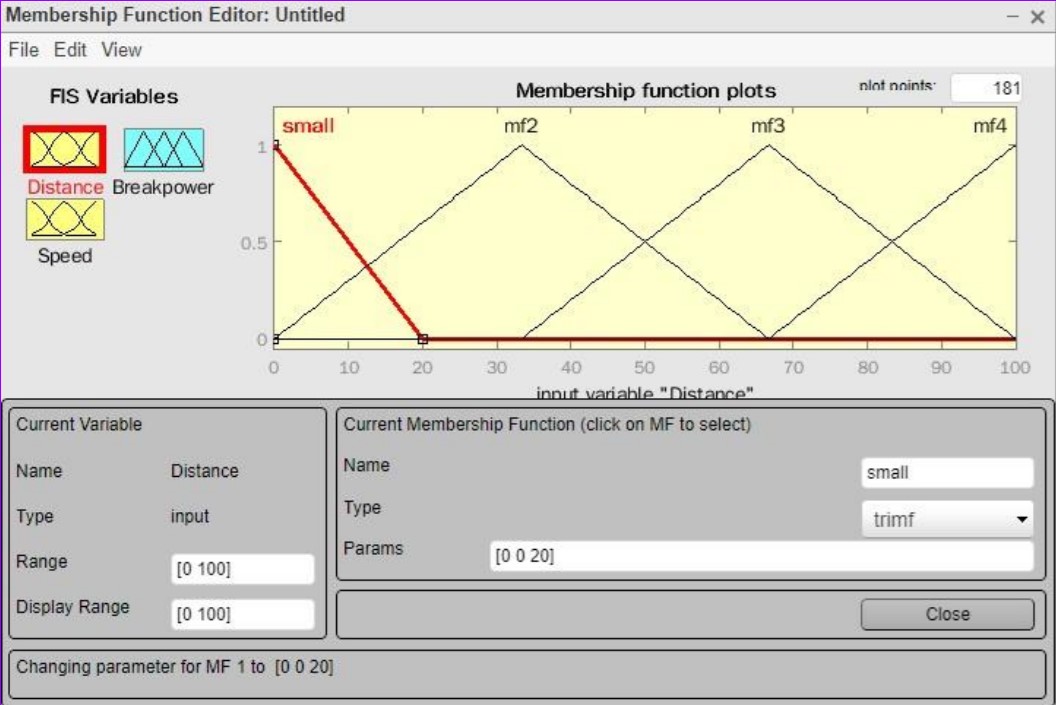 Membership Function Editor: Untitled
File Edit View
FIS Variables
Distance Breakpower
Speed
Membership function plots
plot points: 181
small mf2 mf3 mf4
1
0.5
0
0 10 20 30 40 50 60 70 80 90 100
input variable "Distance"
Current Variable
Name Distance
Type input
Range [0 100]
Display Range [0 100]
Current Membership Function (click on MF to select)
Name small
Type trimf
Params [0 0 20]
Close
Changing parameter for MF 1 to [0 0 20]